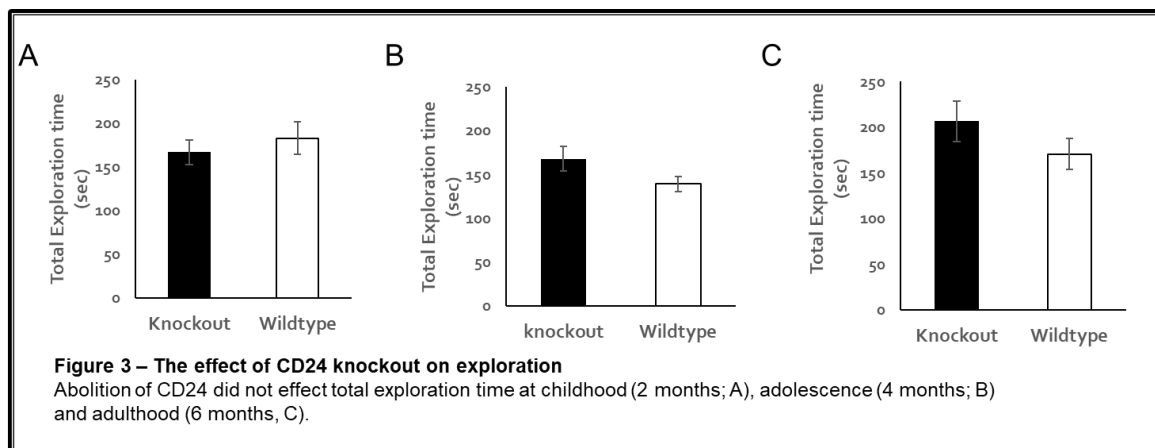 A
B
C
Total Exploration time
(sec)
250
200
150
100
50
0
Knockout Wildtype
Total Exploration time
(sec)
250
200
150
100
50
0
knockout Wildtype
Total Exploration time
(sec)
250
200
150
100
50
0
Knockout Wildtype
Figure 3 – The effect of CD24 knockout on exploration
Abolition of CD24 did not effect total exploration time at childhood (2 months; A), adolescence (4 months; B)
and adulthood (6 months, C).